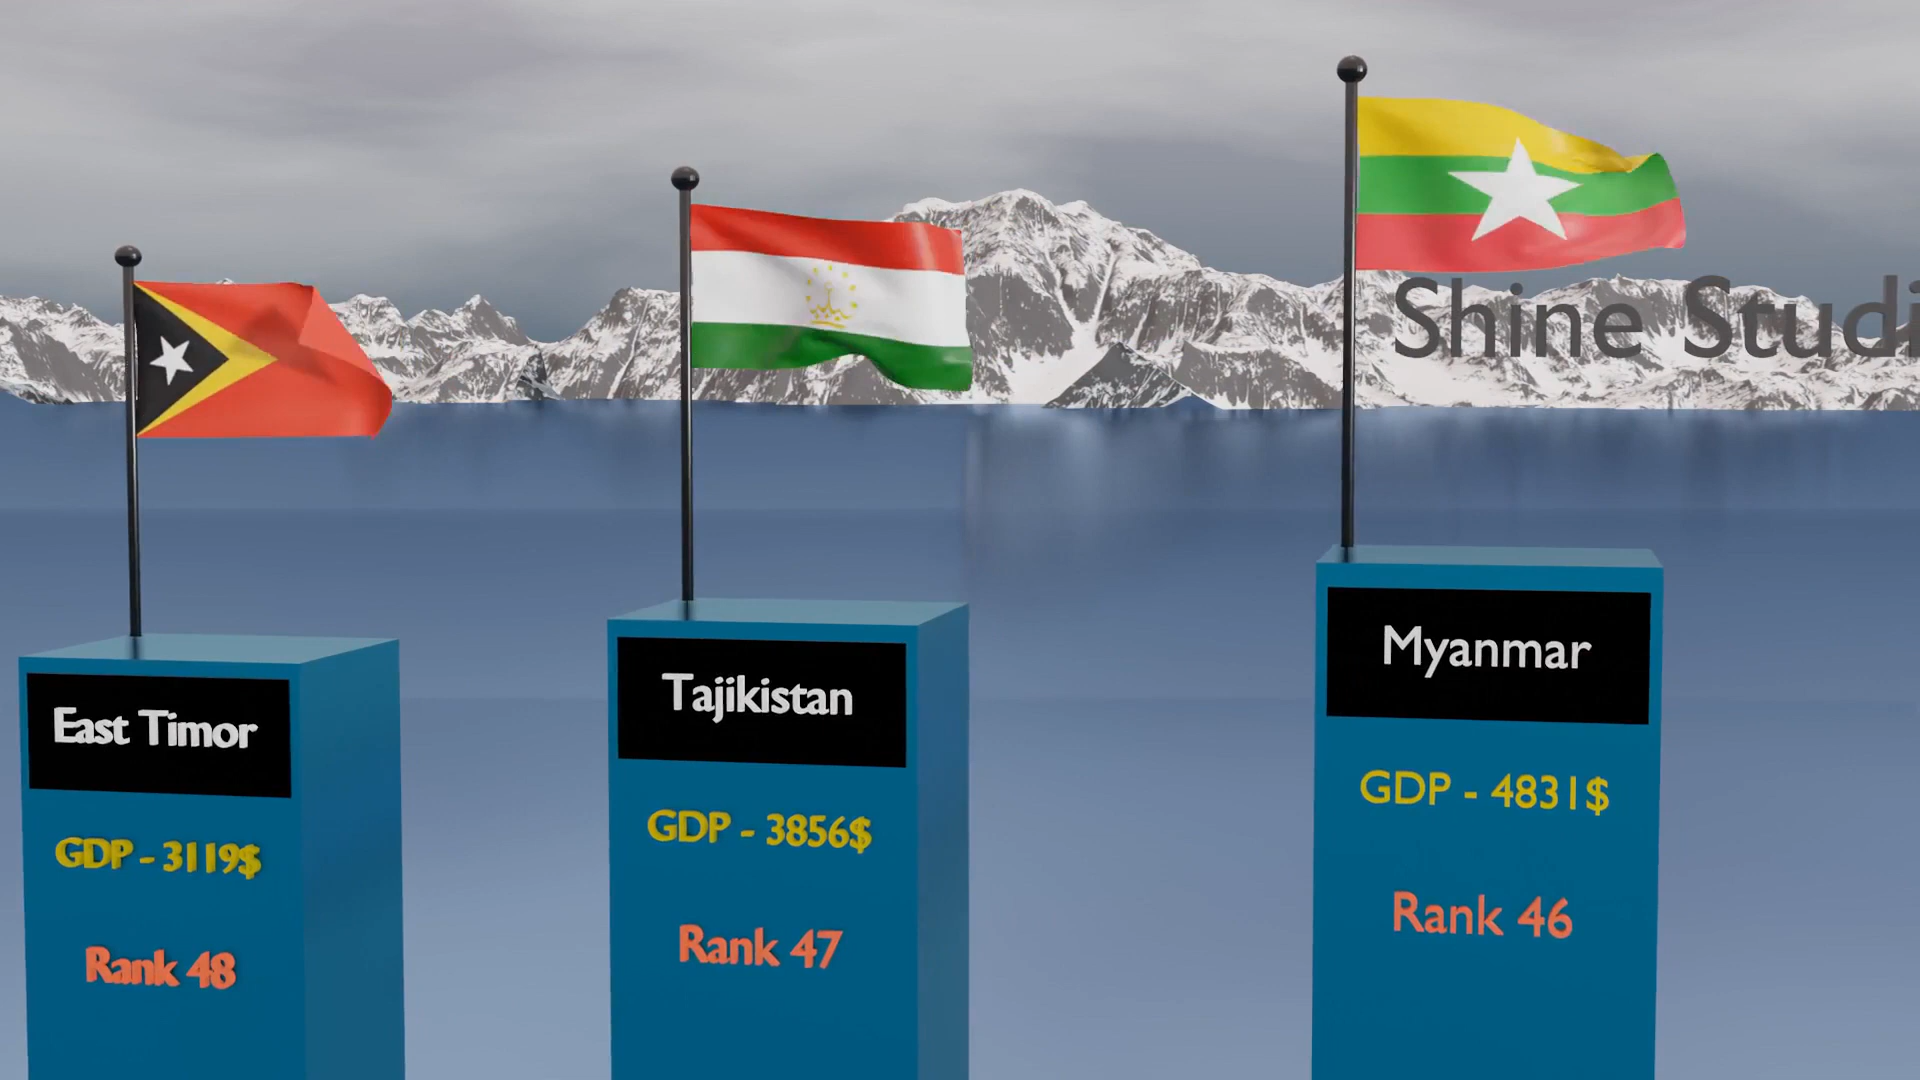 Shine Studi
East Timor
GDP - 3119$
Rank 48
Tajikistan
GDP - 3856$
Rank 47
Myanmar
GDP - 4831$
Rank 46